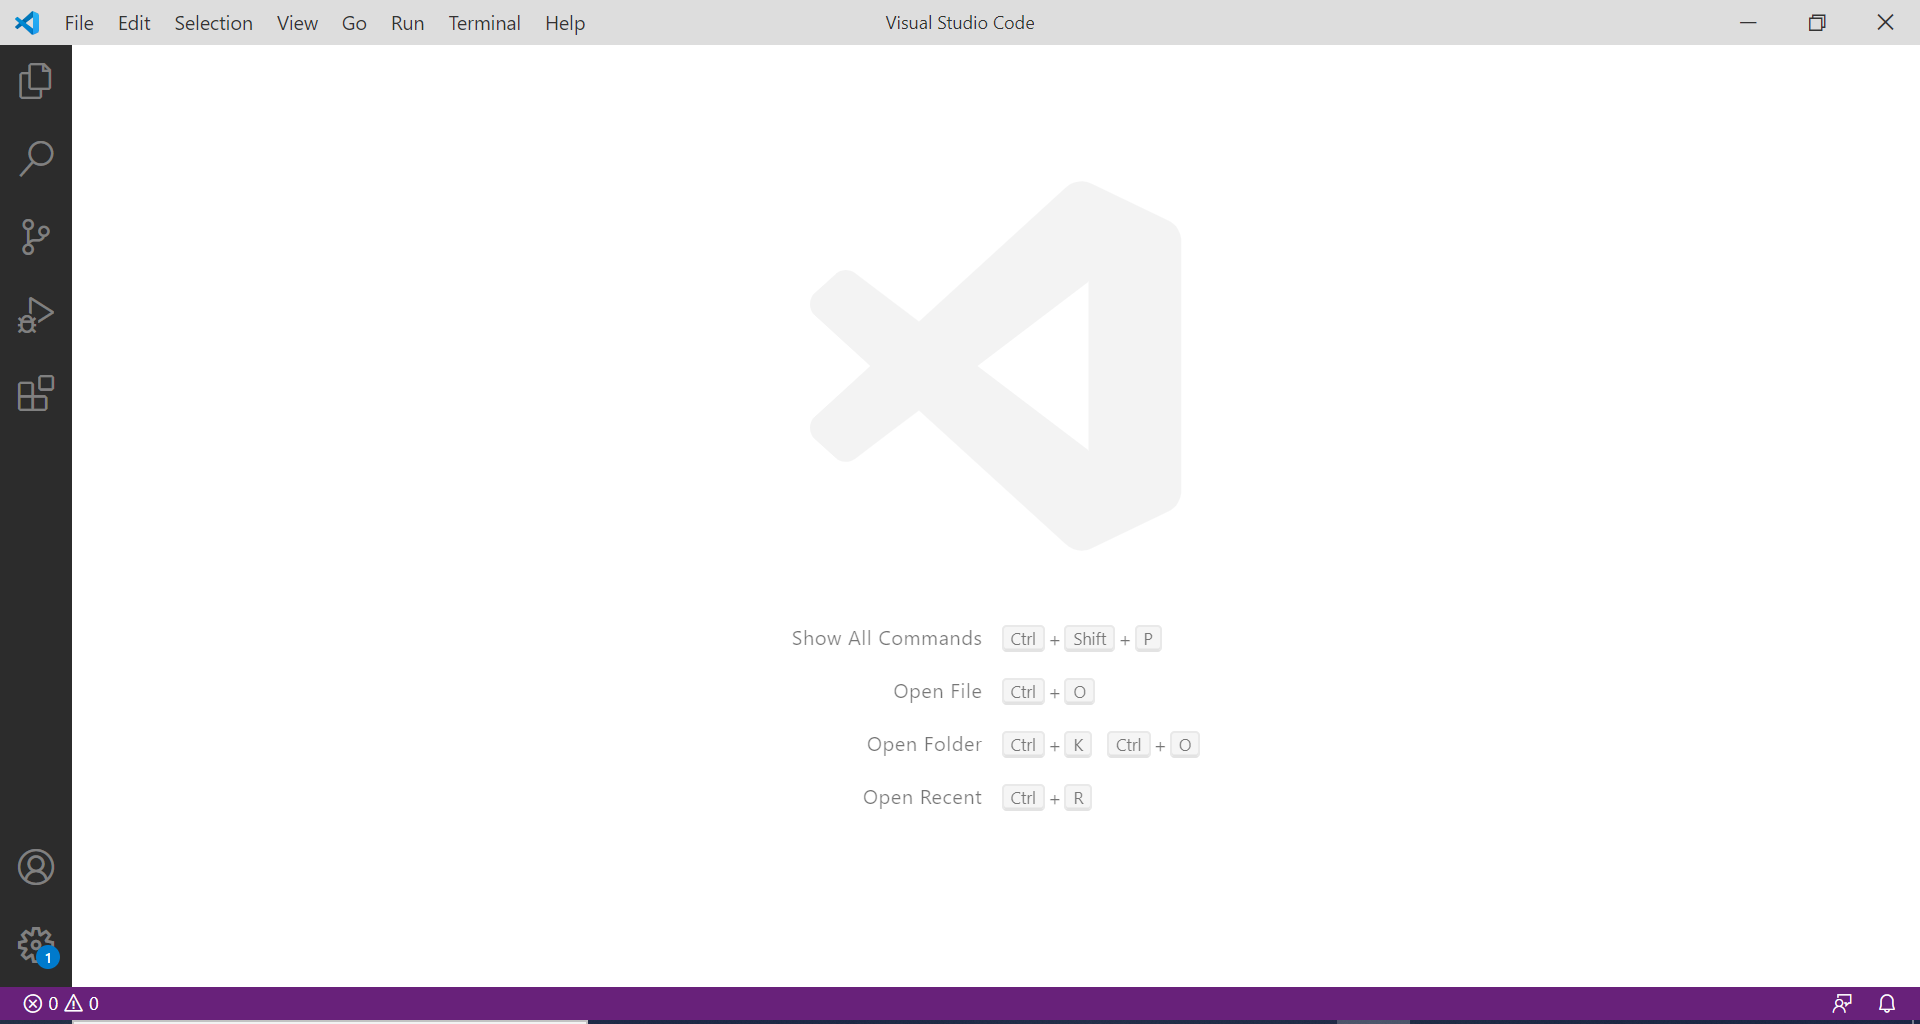 File Edit Selection View Go Run Terminal Help Visual Studio Code
Show All Commands Ctrl + Shift + P
Open File Ctrl + O
Open Folder Ctrl + K Ctrl + O
Open Recent Ctrl + R
1
0 0